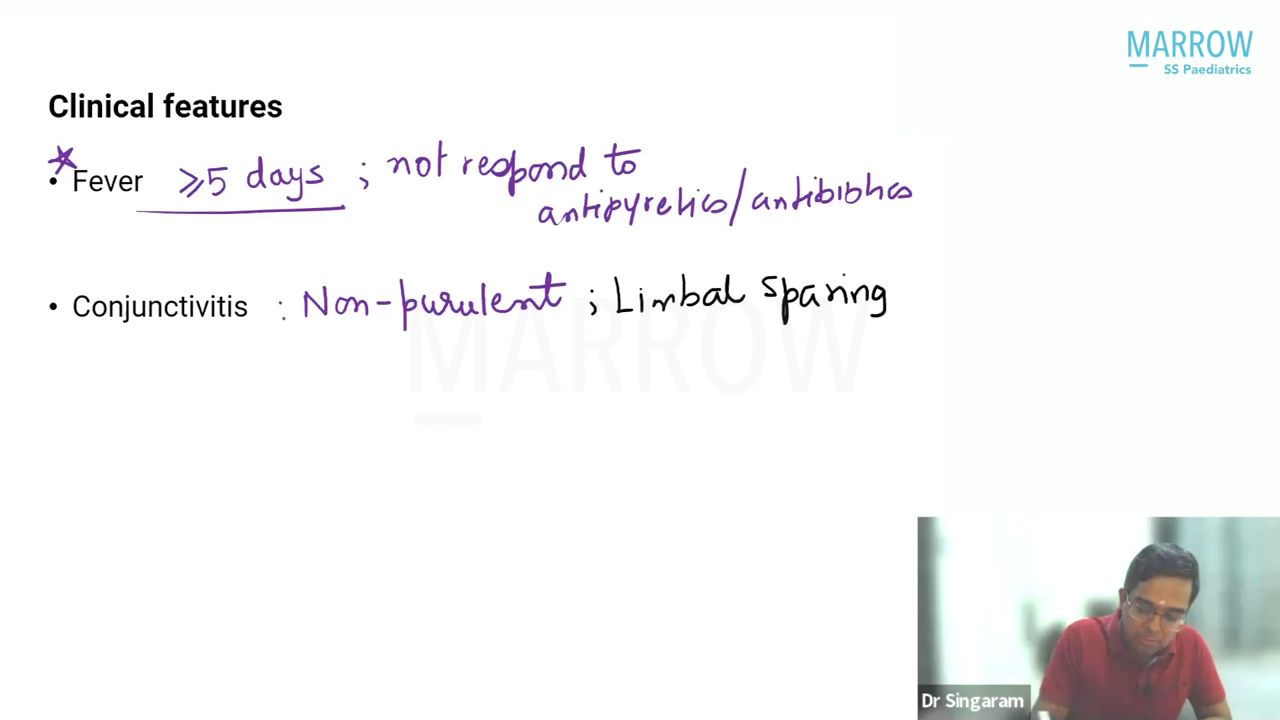 MARROW
SS Paediatrics
Clinical features
• Fever ≥5 days ; not respond to
antipyretics/antibiotics
• Conjunctivitis : Non-purulent ; Limbal sparing
MARROW
Dr Singaram